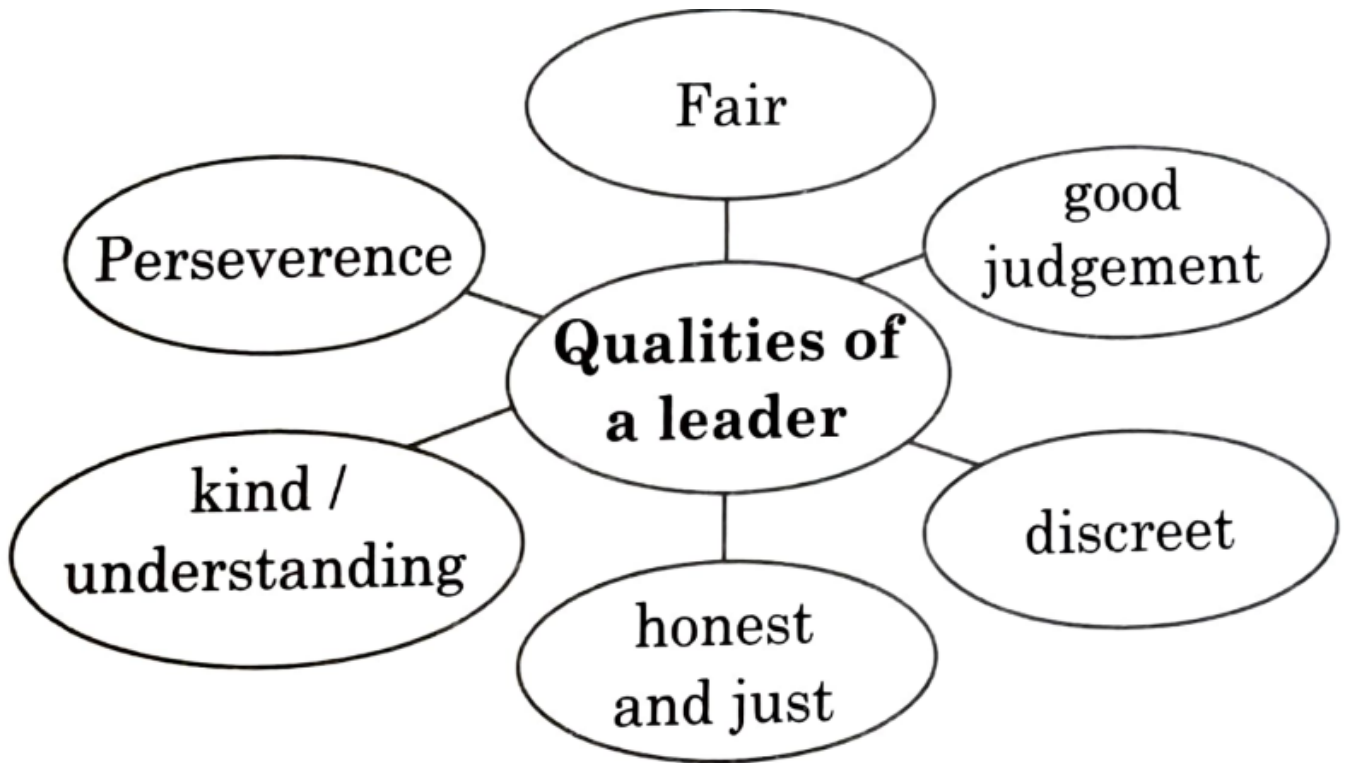 Fair
good
judgement
Perseverence
Qualities of
a leader
kind /
understanding
discreet
honest
and just